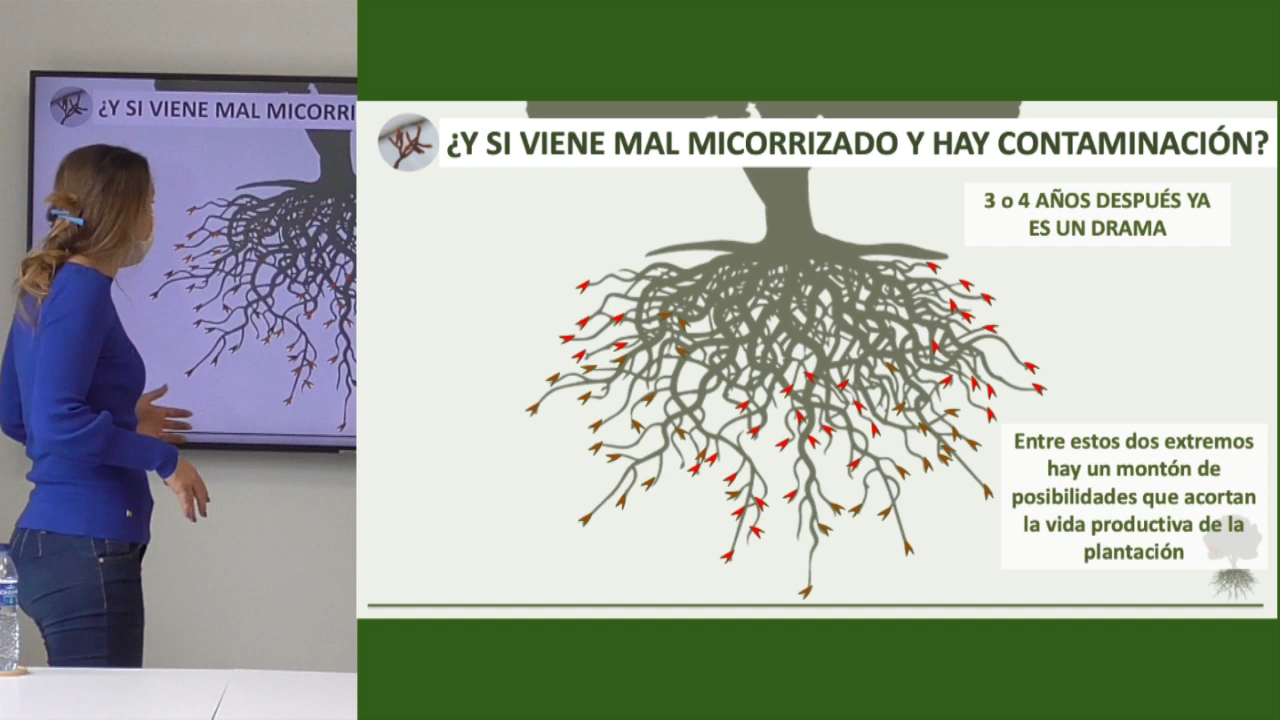 ¿Y SI VIENE MAL MICORRI
¿Y SI VIENE MAL MICORRIZADO Y HAY CONTAMINACIÓN?
3 o 4 AÑOS DESPUÉS YA
ES UN DRAMA
Entre estos dos extremos
hay un montón de
posibilidades que acortan
la vida productiva de la
plantación